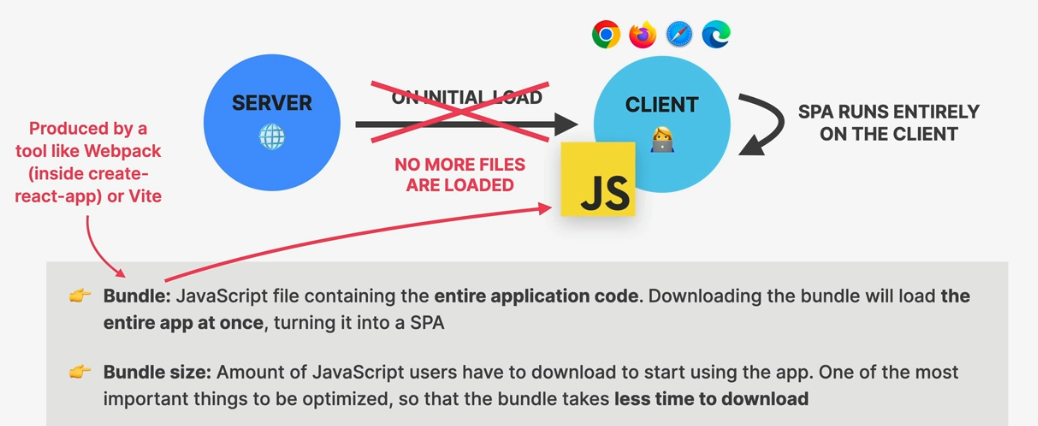 SERVER
ON INITIAL LOAD
CLIENT
SPA RUNS ENTIRELY
ON THE CLIENT
Produced by a
tool like Webpack
(inside create-
react-app) or Vite
NO MORE FILES
ARE LOADED
JS
Bundle: JavaScript file containing the entire application code. Downloading the bundle will load the
entire app at once, turning it into a SPA
Bundle size: Amount of JavaScript users have to download to start using the app. One of the most
important things to be optimized, so that the bundle takes less time to download